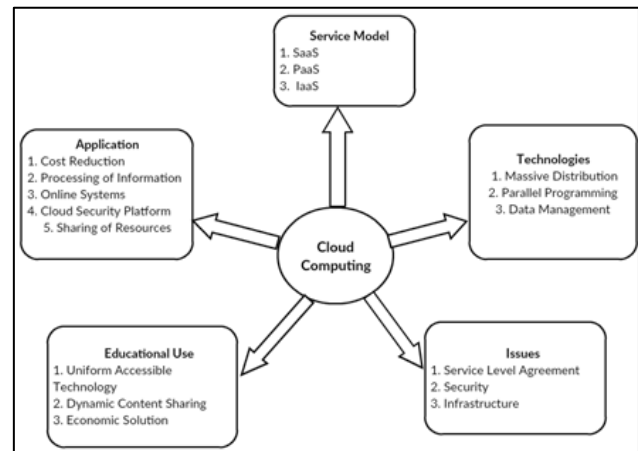 Service Model
1. SaaS
2. PaaS
3. IaaS
Application
1. Cost Reduction
2. Processing of Information
3. Online Systems
4. Cloud Security Platform
5. Sharing of Resources
Technologies
1. Massive Distribution
2. Parallel Programming
3. Data Management
Cloud
Computing
Educational Use
1. Uniform Accessible
Technology
2. Dynamic Content Sharing
3. Economic Solution
Issues
1. Service Level Agreement
2. Security
3. Infrastructure